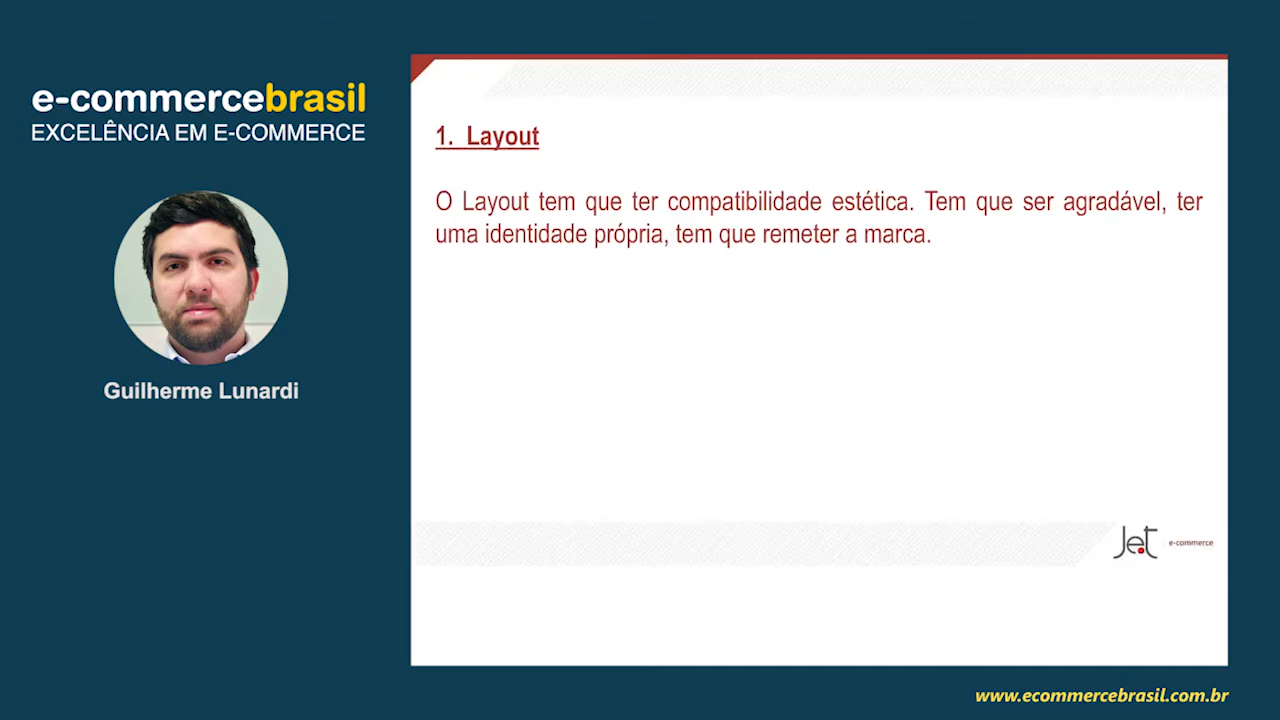 e-commercebrasil
EXCELÊNCIA EM E-COMMERCE
Guilherme Lunardi
1. Layout
O Layout tem que ter compatibilidade estética. Tem que ser agradável, ter
uma identidade própria, tem que remeter a marca.
Jet e-commerce
www.ecommercebrasil.com.br